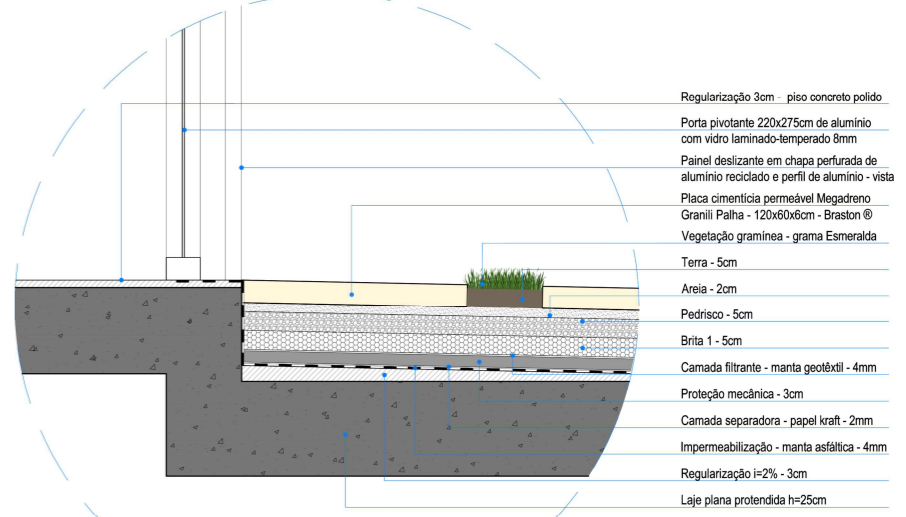 Regularização 3cm - piso concreto polido
Porta pivotante 220x275cm de alumínio
com vidro laminado-temperado 8mm
Painel deslizante em chapa perfurada de
alumínio reciclado e perfil de alumínio - vista
Placa cimentícia permeável Megadreno
Granili Palha - 120x60x6cm - Braston ®
Vegetação gramínea - grama Esmeralda
Terra - 5cm
Areia - 2cm
Pedrisco - 5cm
Brita 1 - 5cm
Camada filtrante - manta geotêxtil - 4mm
Proteção mecânica - 3cm
Camada separadora - papel kraft - 2mm
Impermeabilização - manta asfáltica - 4mm
Regularização i=2% - 3cm
Laje plana protendida h=25cm